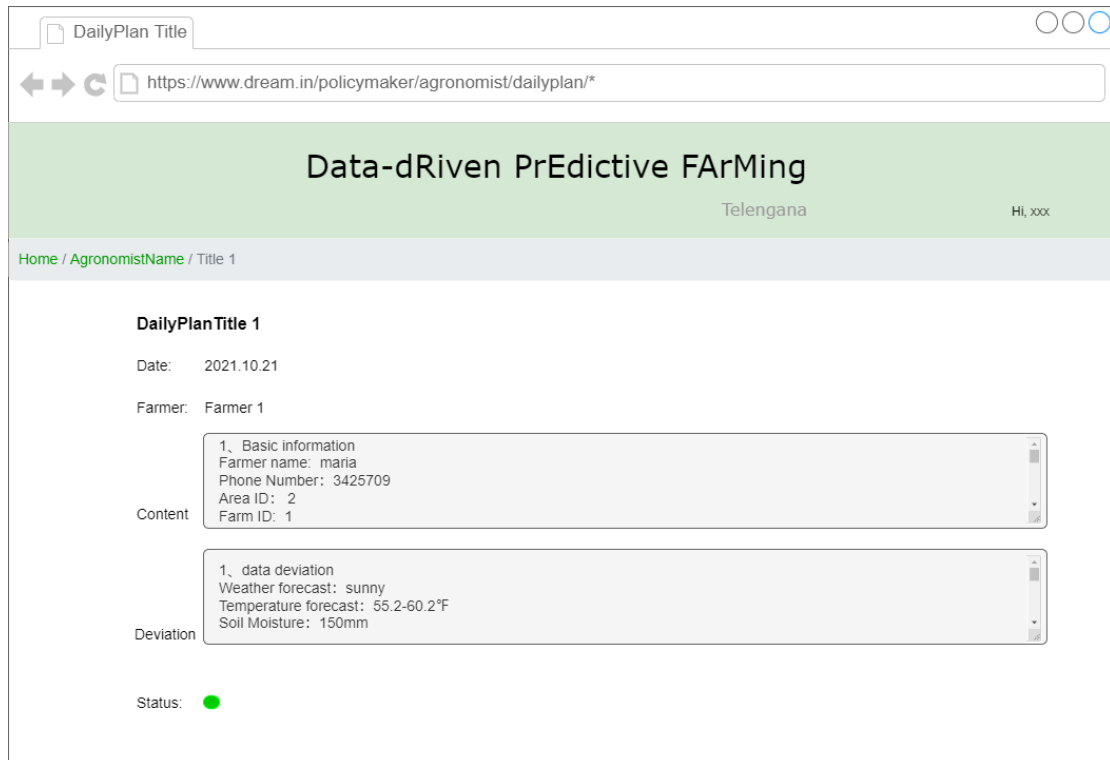 DailyPlan Title
https://www.dream.in/policymaker/agronomist/dailyplan/*
Data-dRiven PrEdictive FArMing
Telengana
Hi, xxx
Home / AgronomistName / Title 1
DailyPlanTitle 1
Date: 2021.10.21
Farmer: Farmer 1
Content
1、Basic information
Farmer name: maria
Phone Number：3425709
Area ID： 2
Farm ID: 1
Deviation
1、data deviation
Weather forecast：sunny
Temperature forecast：55.2-60.2℉
Soil Moisture：150mm
Status: